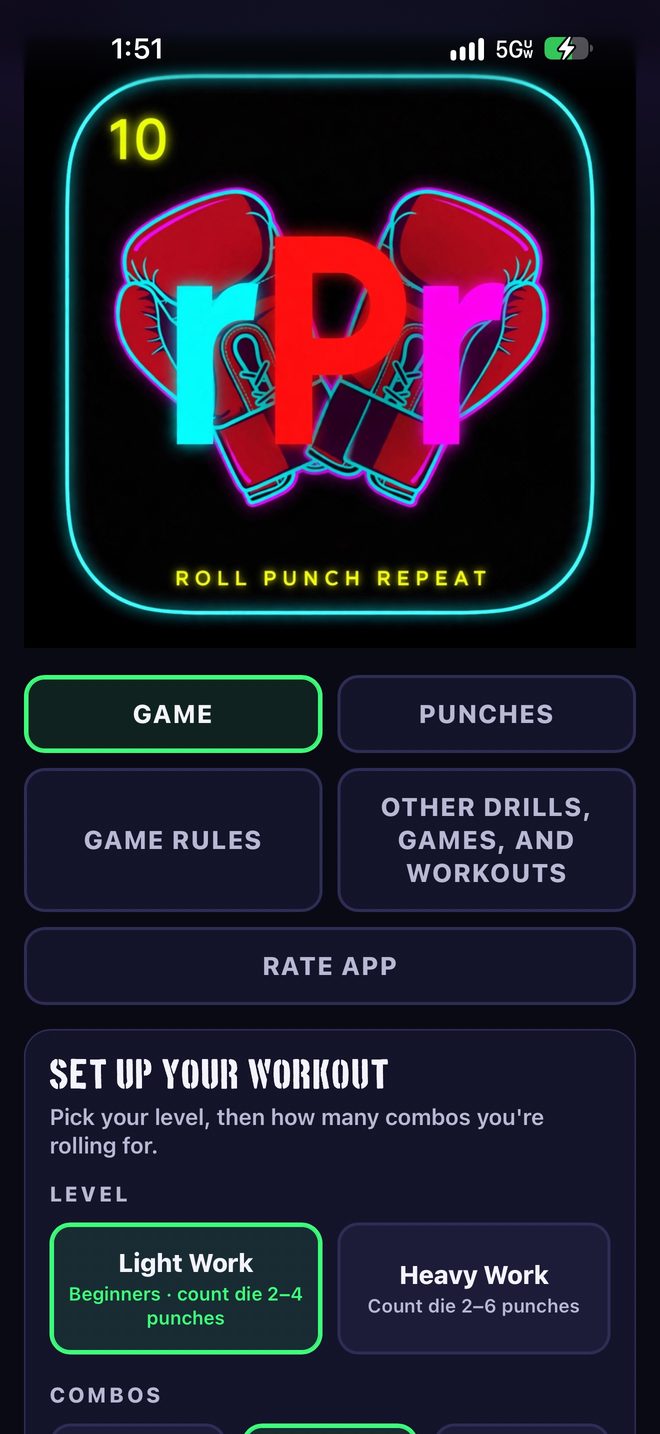 1:51
5GUW
10
rPr
ROLL PUNCH REPEAT
GAME
PUNCHES
GAME RULES
OTHER DRILLS,
GAMES, AND
WORKOUTS
RATE APP
SET UP YOUR WORKOUT
Pick your level, then how many combos you're
rolling for.
LEVEL
Light Work
Beginners · count die 2–4
punches
Heavy Work
Count die 2–6 punches
COMBOS